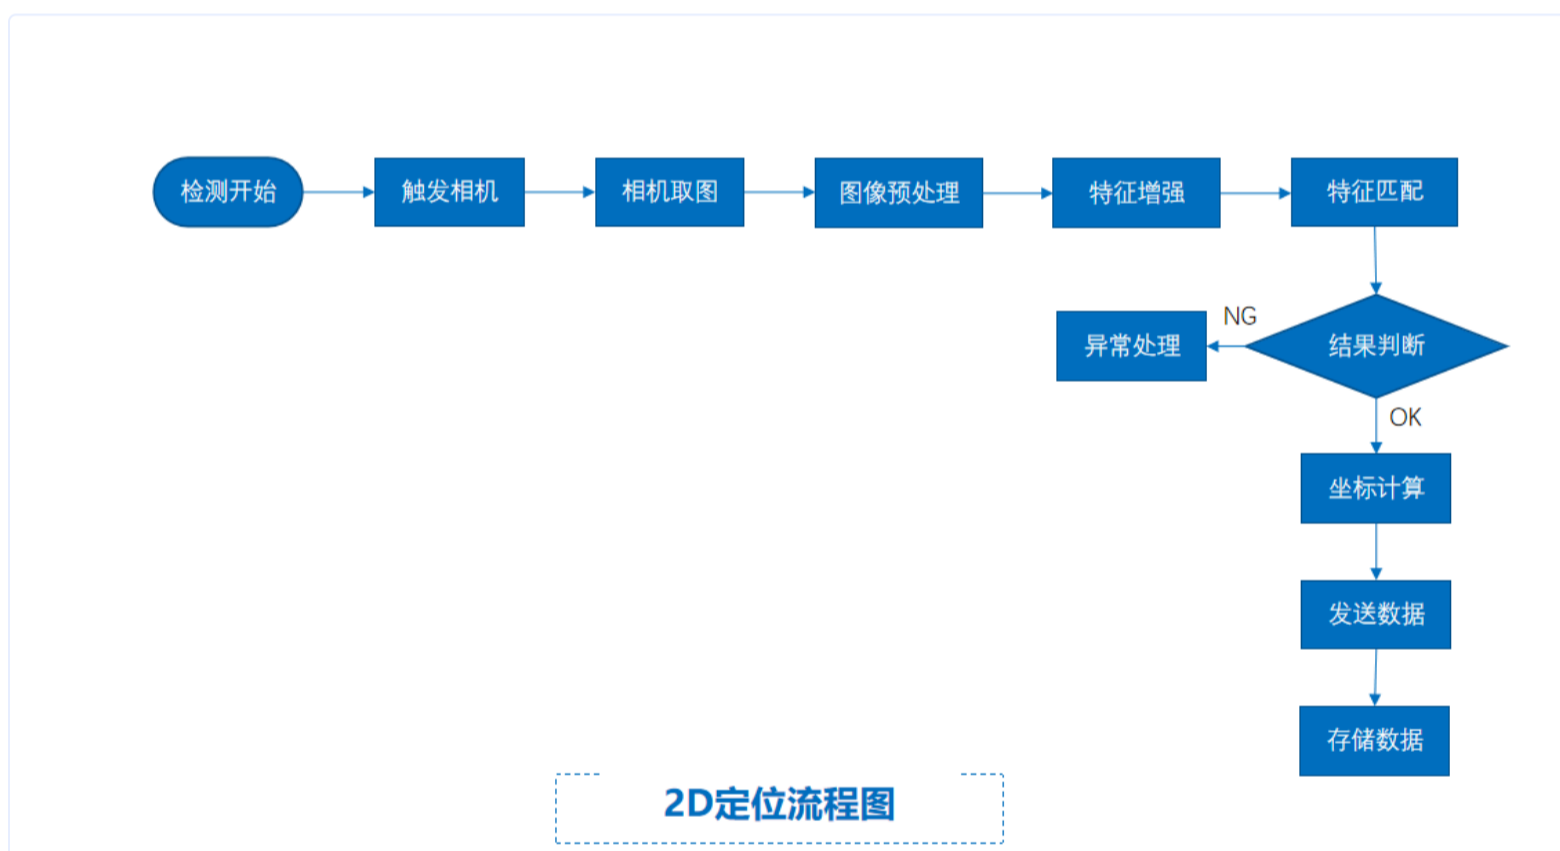 检测开始
触发相机
相机取图
图像预处理
特征增强
特征匹配
NG
异常处理
结果判断
OK
坐标计算
发送数据
存储数据
2D定位流程图